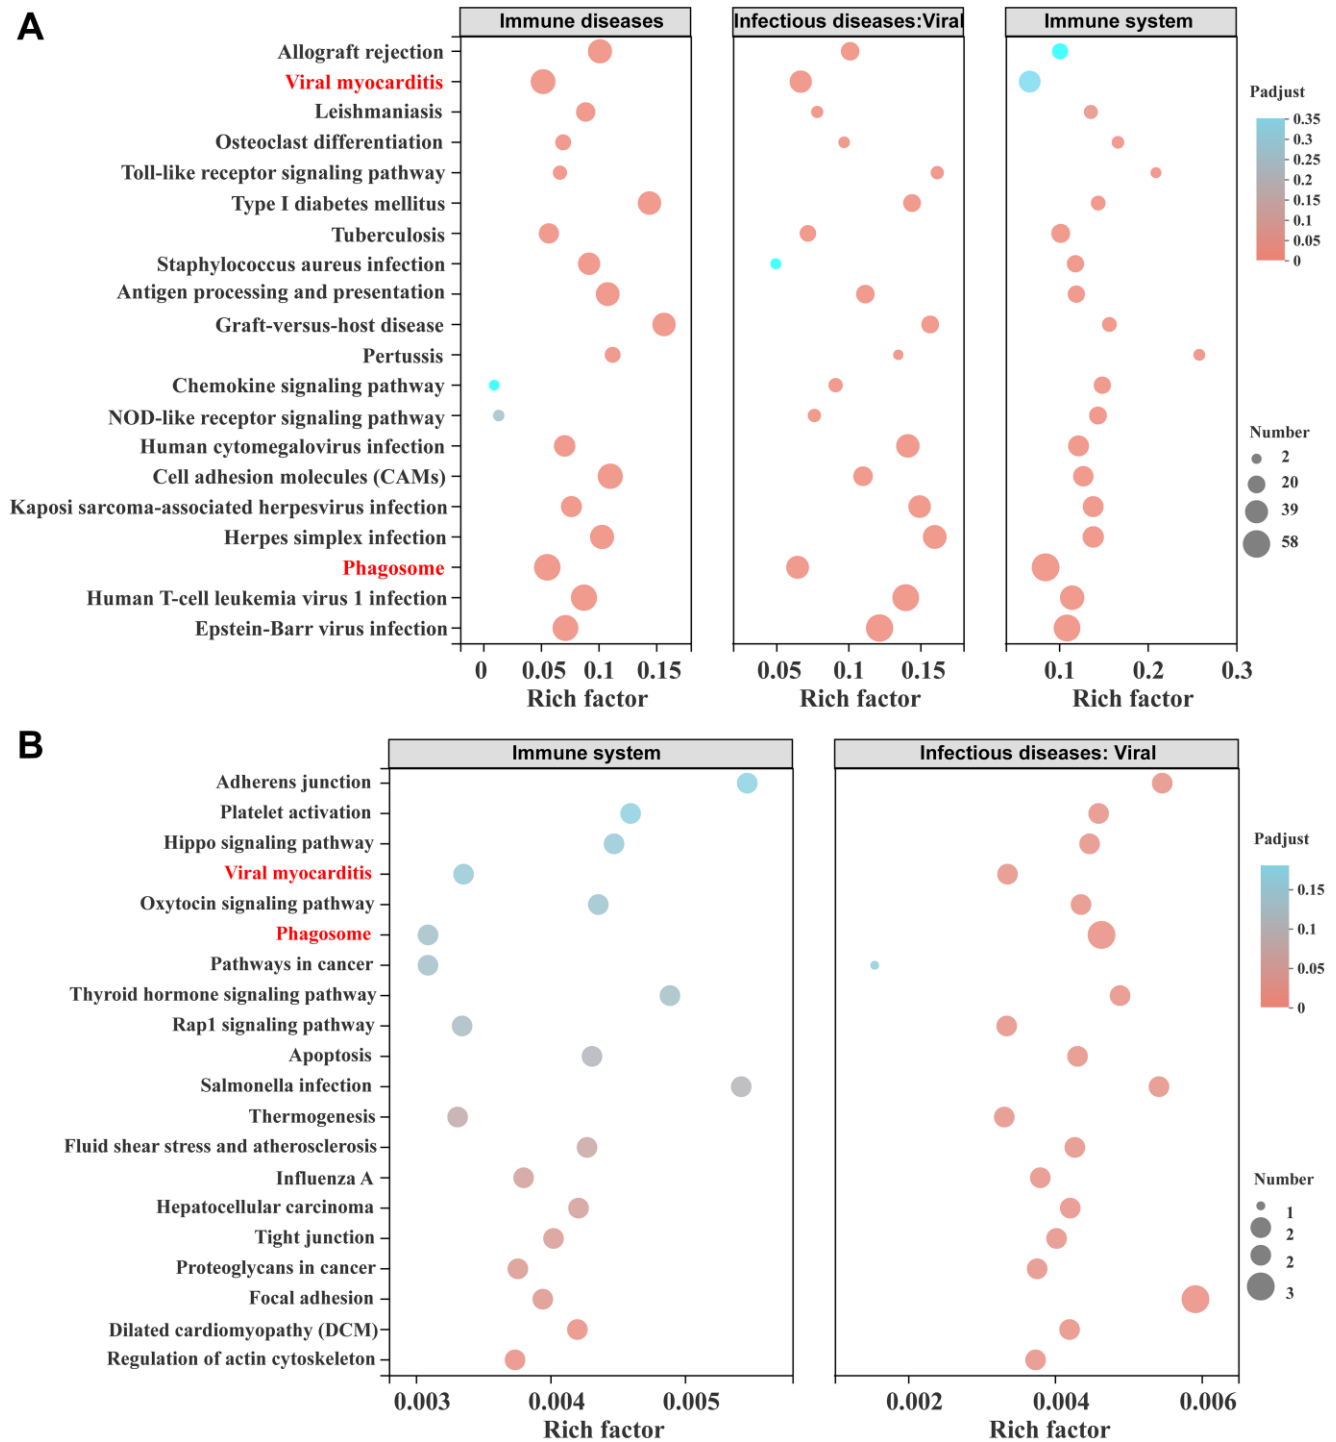 A
Immune diseases
Infectious diseases:Viral
Immune system
Allograft rejection
Viral myocarditis
Leishmaniasis
Osteoclast differentiation
Toll-like receptor signaling pathway
Type I diabetes mellitus
Tuberculosis
Staphylococcus aureus infection
Antigen processing and presentation
Graft-versus-host disease
Pertussis
Chemokine signaling pathway
NOD-like receptor signaling pathway
Human cytomegalovirus infection
Cell adhesion molecules (CAMs)
Kaposi sarcoma-associated herpesvirus infection
Herpes simplex infection
Phagosome
Human T-cell leukemia virus 1 infection
Epstein-Barr virus infection
0 0.05 0.1 0.15
Rich factor
0.05 0.1 0.15
Rich factor
0.1 0.2 0.3
Rich factor
Padjust
0.35
0.3
0.25
0.2
0.15
0.1
0.05
0
Number
2
20
39
58
B
Immune system
Infectious diseases: Viral
Adherens junction
Platelet activation
Hippo signaling pathway
Viral myocarditis
Oxytocin signaling pathway
Phagosome
Pathways in cancer
Thyroid hormone signaling pathway
Rap1 signaling pathway
Apoptosis
Salmonella infection
Thermogenesis
Fluid shear stress and atherosclerosis
Influenza A
Hepatocellular carcinoma
Tight junction
Proteoglycans in cancer
Focal adhesion
Dilated cardiomyopathy (DCM)
Regulation of actin cytoskeleton
0.003 0.004 0.005
Rich factor
0.002 0.004 0.006
Rich factor
Padjust
0.15
0.1
0.05
0
Number
1
2
2
3